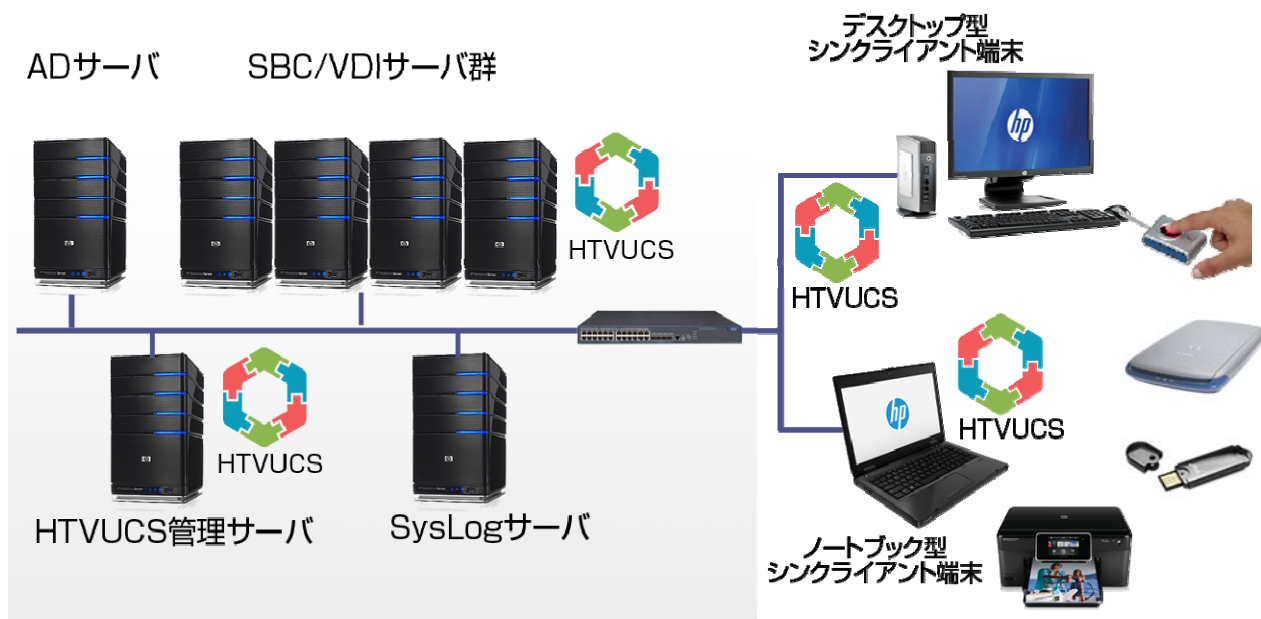 ADサーバ
SBC/VDIサーバ群
デスクトップ型
シンクライアント端末
hp
HTVUCS
HTVUCS
HTVUCS
hp
HTVUCS
HTVUCS管理サーバ
SysLogサーバ
ノートブック型
シンクライアント端末